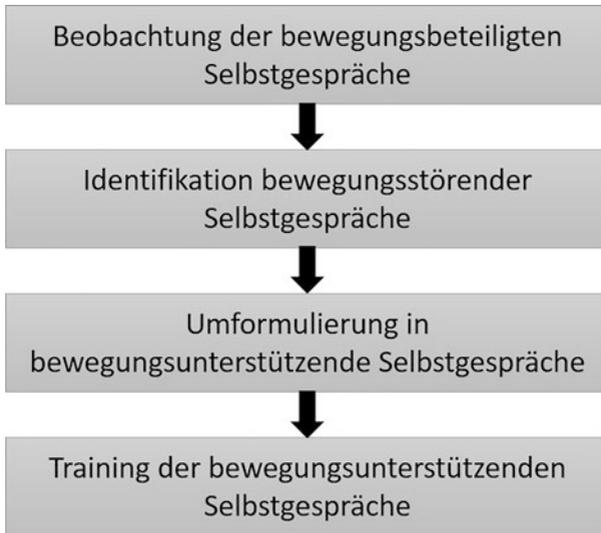 Beobachtung der bewegungsbeteiligten
Selbstgespräche
Identifikation bewegungsstörender
Selbstgespräche
Umformulierung in
bewegungsunterstützende Selbstgespräche
Training der bewegungsunterstützenden
Selbstgespräche